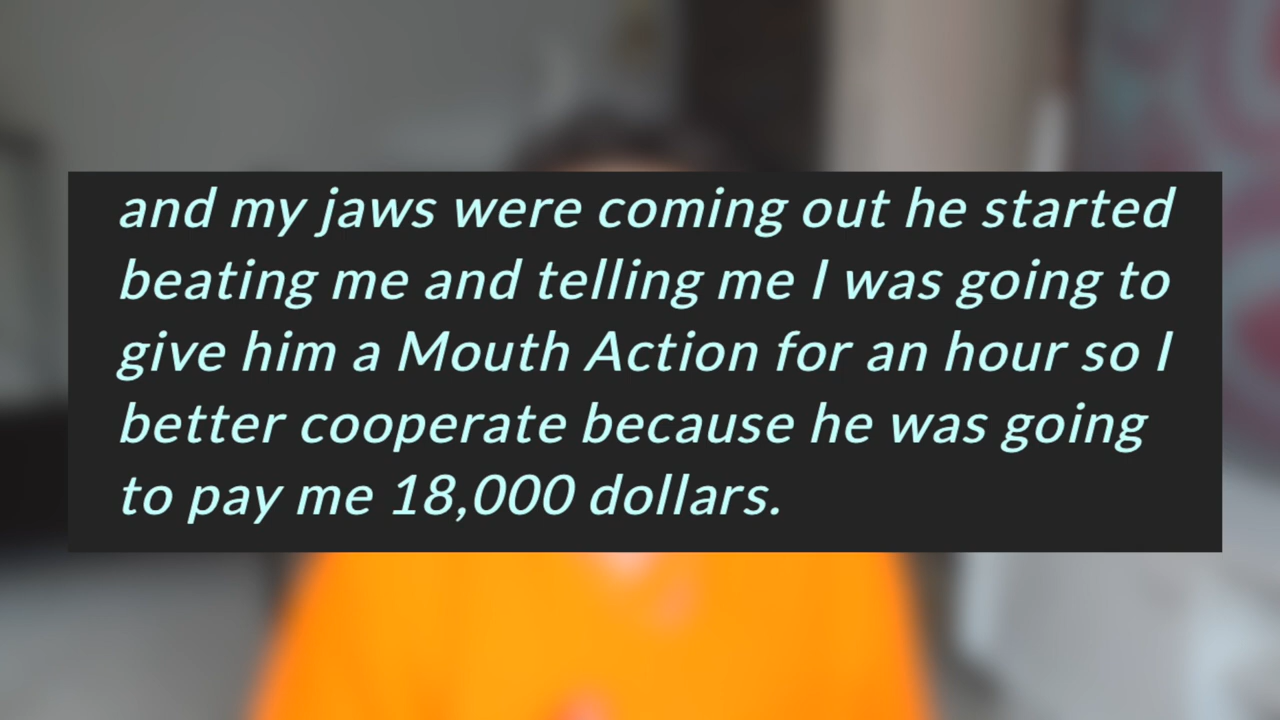 and my jaws were coming out he started
beating me and telling me I was going to
give him a Mouth Action for an hour so I
better cooperate because he was going
to pay me 18,000 dollars.